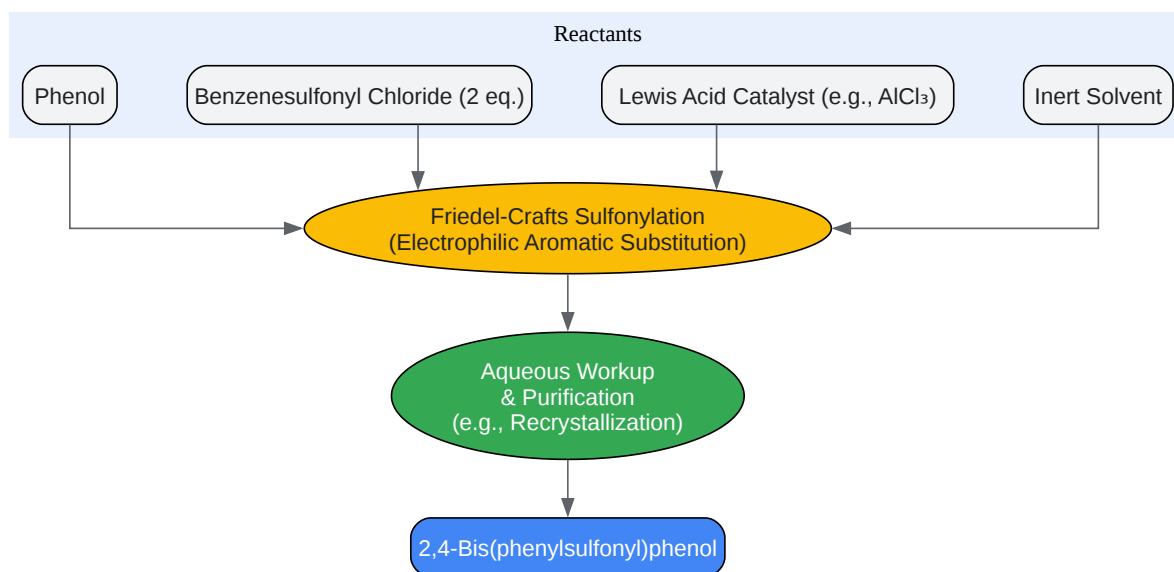 Reactants
Phenol
Benzenesulfonyl Chloride (2 eq.)
Lewis Acid Catalyst (e.g., AlCl₃)
Inert Solvent
Friedel-Crafts Sulfonylation
(Electrophilic Aromatic Substitution)
Aqueous Workup
& Purification
(e.g., Recrystallization)
2,4-Bis(phenylsulfonyl)phenol